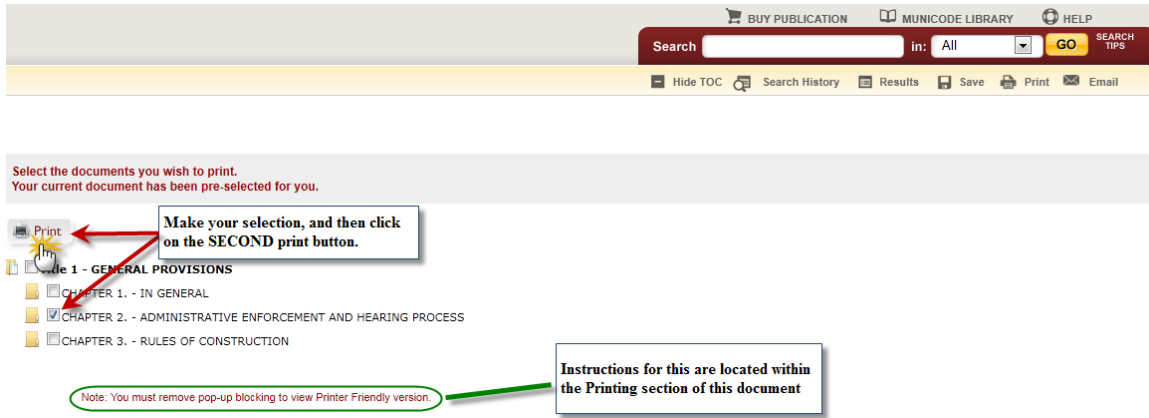 BUY PUBLICATION MUNICODE LIBRARY HELP
Search in: All GO SEARCH TIPS
Hide TOC Search History Results Save Print Email
Select the documents you wish to print.
Your current document has been pre-selected for you.
Print
Make your selection, and then click
on the SECOND print button.
Title 1 - GENERAL PROVISIONS
CHAPTER 1. - IN GENERAL
CHAPTER 2. - ADMINISTRATIVE ENFORCEMENT AND HEARING PROCESS
CHAPTER 3. - RULES OF CONSTRUCTION
Instructions for this are located within
the Printing section of this document
Note: You must remove pop-up blocking to view Printer Friendly version.